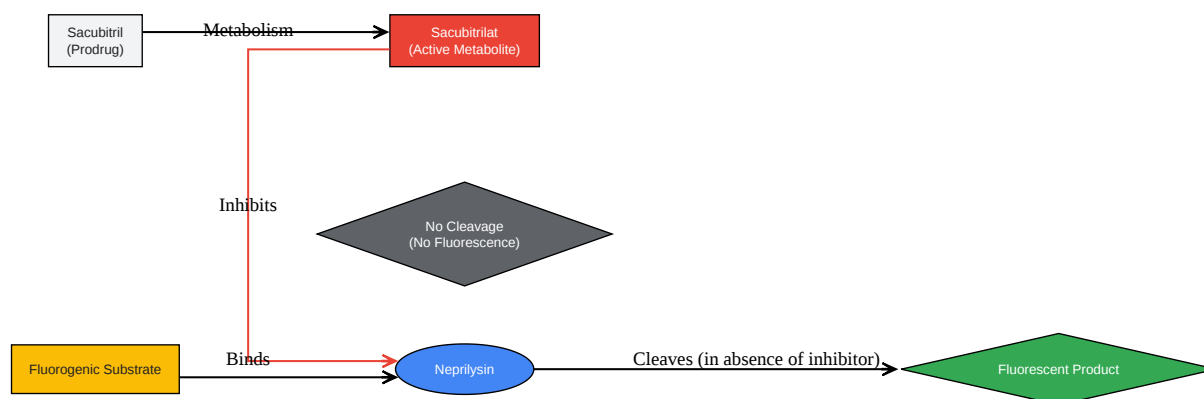 Sacubitril
(Prodrug)
Metabolism
Sacubitrilat
(Active Metabolite)
Inhibits
No Cleavage
(No Fluorescence)
Fluorogenic Substrate
Binds
Neprilysin
Cleaves (in absence of inhibitor)
Fluorescent Product